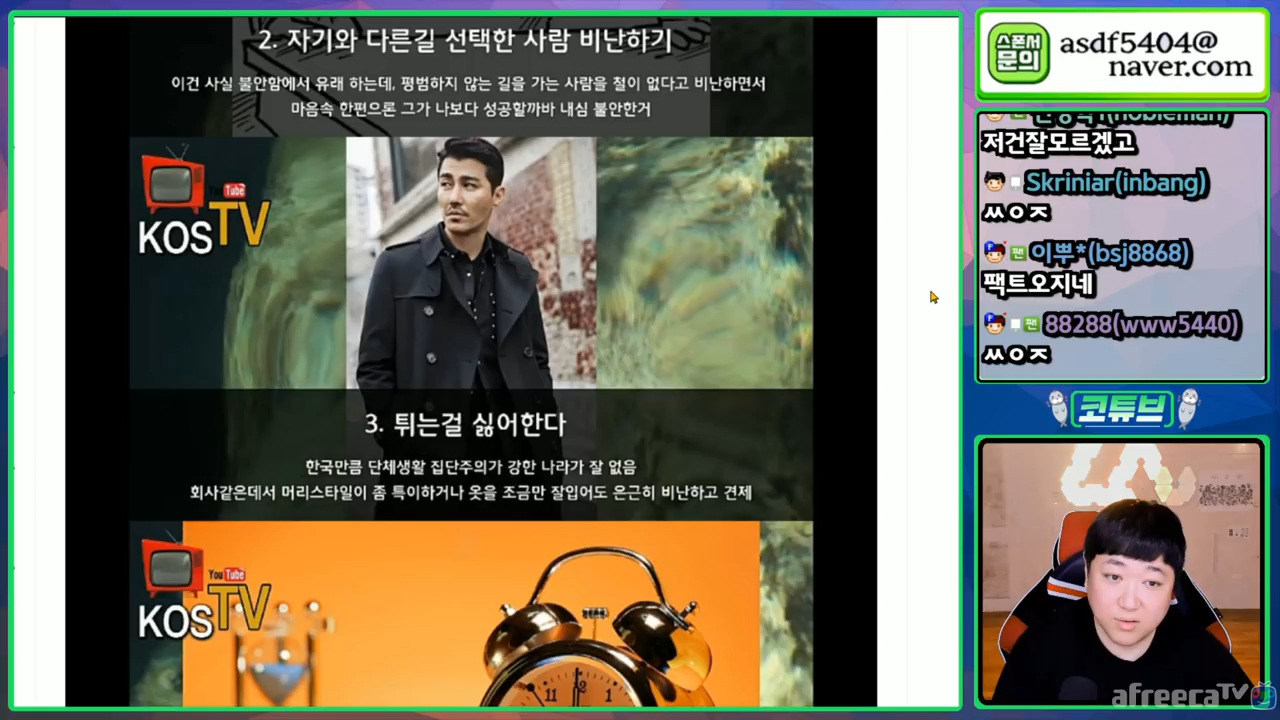 2. 자기와 다른길 선택한 사람 비난하기
이건 사실 불안함에서 유래 하는데, 평범하지 않는 길을 가는 사람을 철이 없다고 비난하면서
마음속 한편으론 그가 나보다 성공할까바 내심 불안한거
You Tube
KOSTV
3. 튀는걸 싫어한다
한국만큼 단체생활 집단주의가 강한 나라가 잘 없음
회사같은데서 머리스타일이 좀 특이하거나 옷을 조금만 잘입어도 은근히 비난하고 견제
You Tube
KOSTV
11 12 1
스폰서
문의
asdf5404@
naver.com
저건잘모르겠고
Skriniar(inbang)
ㅆㅇㅈ
팬 이뿌*(bsj8868)
팩트오지네
팬 88288(www5440)
ㅆㅇㅈ
코튜브
afreecaTV